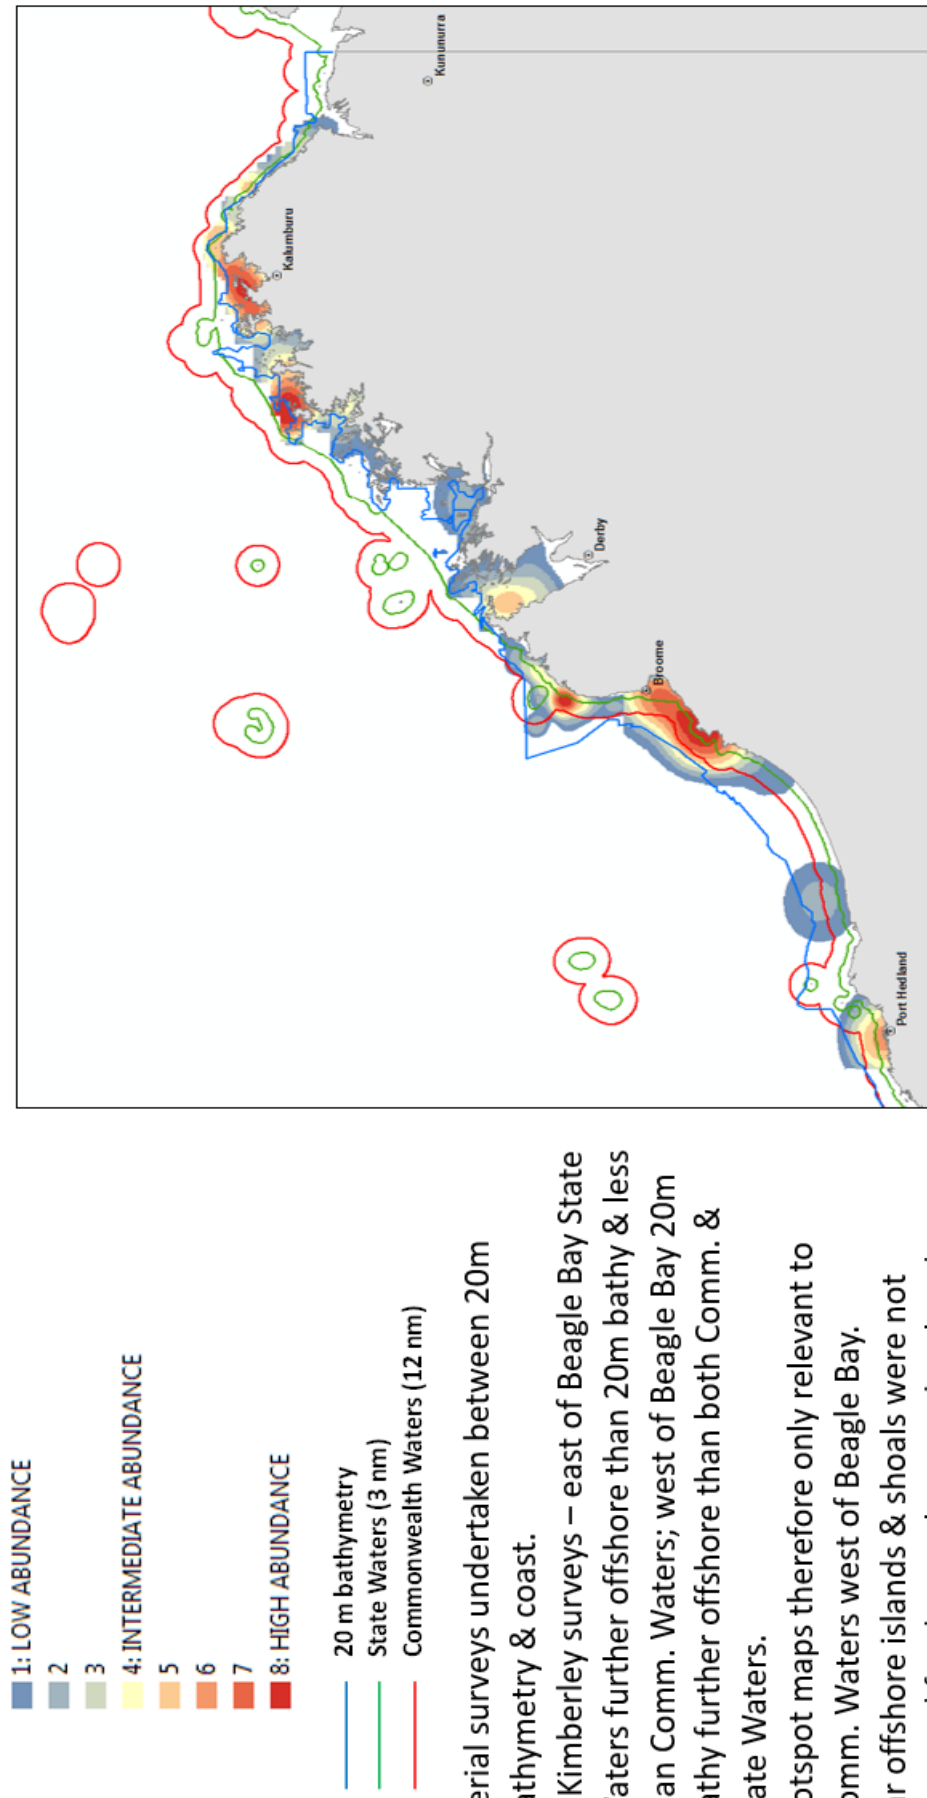 1: LOW ABUNDANCE
2
3
4: INTERMEDIATE ABUNDANCE
5
6
7
8: HIGH ABUNDANCE
20 m bathymetry
State Waters (3 nm)
Commonwealth Waters (12 nm)
erial surveys undertaken between 20m
athymetry & coast.
Kimberley surveys – east of Beagle Bay State
aters further offshore than 20m bathy & less
an Comm. Waters; west of Beagle Bay 20m
athy further offshore than both Comm. &
ate Waters.
otspot maps therefore only relevant to
omm. Waters west of Beagle Bay.
ar offshore islands & shoals were not
Kununurra
Kalumburu
Derby
Broome
Port Hedland